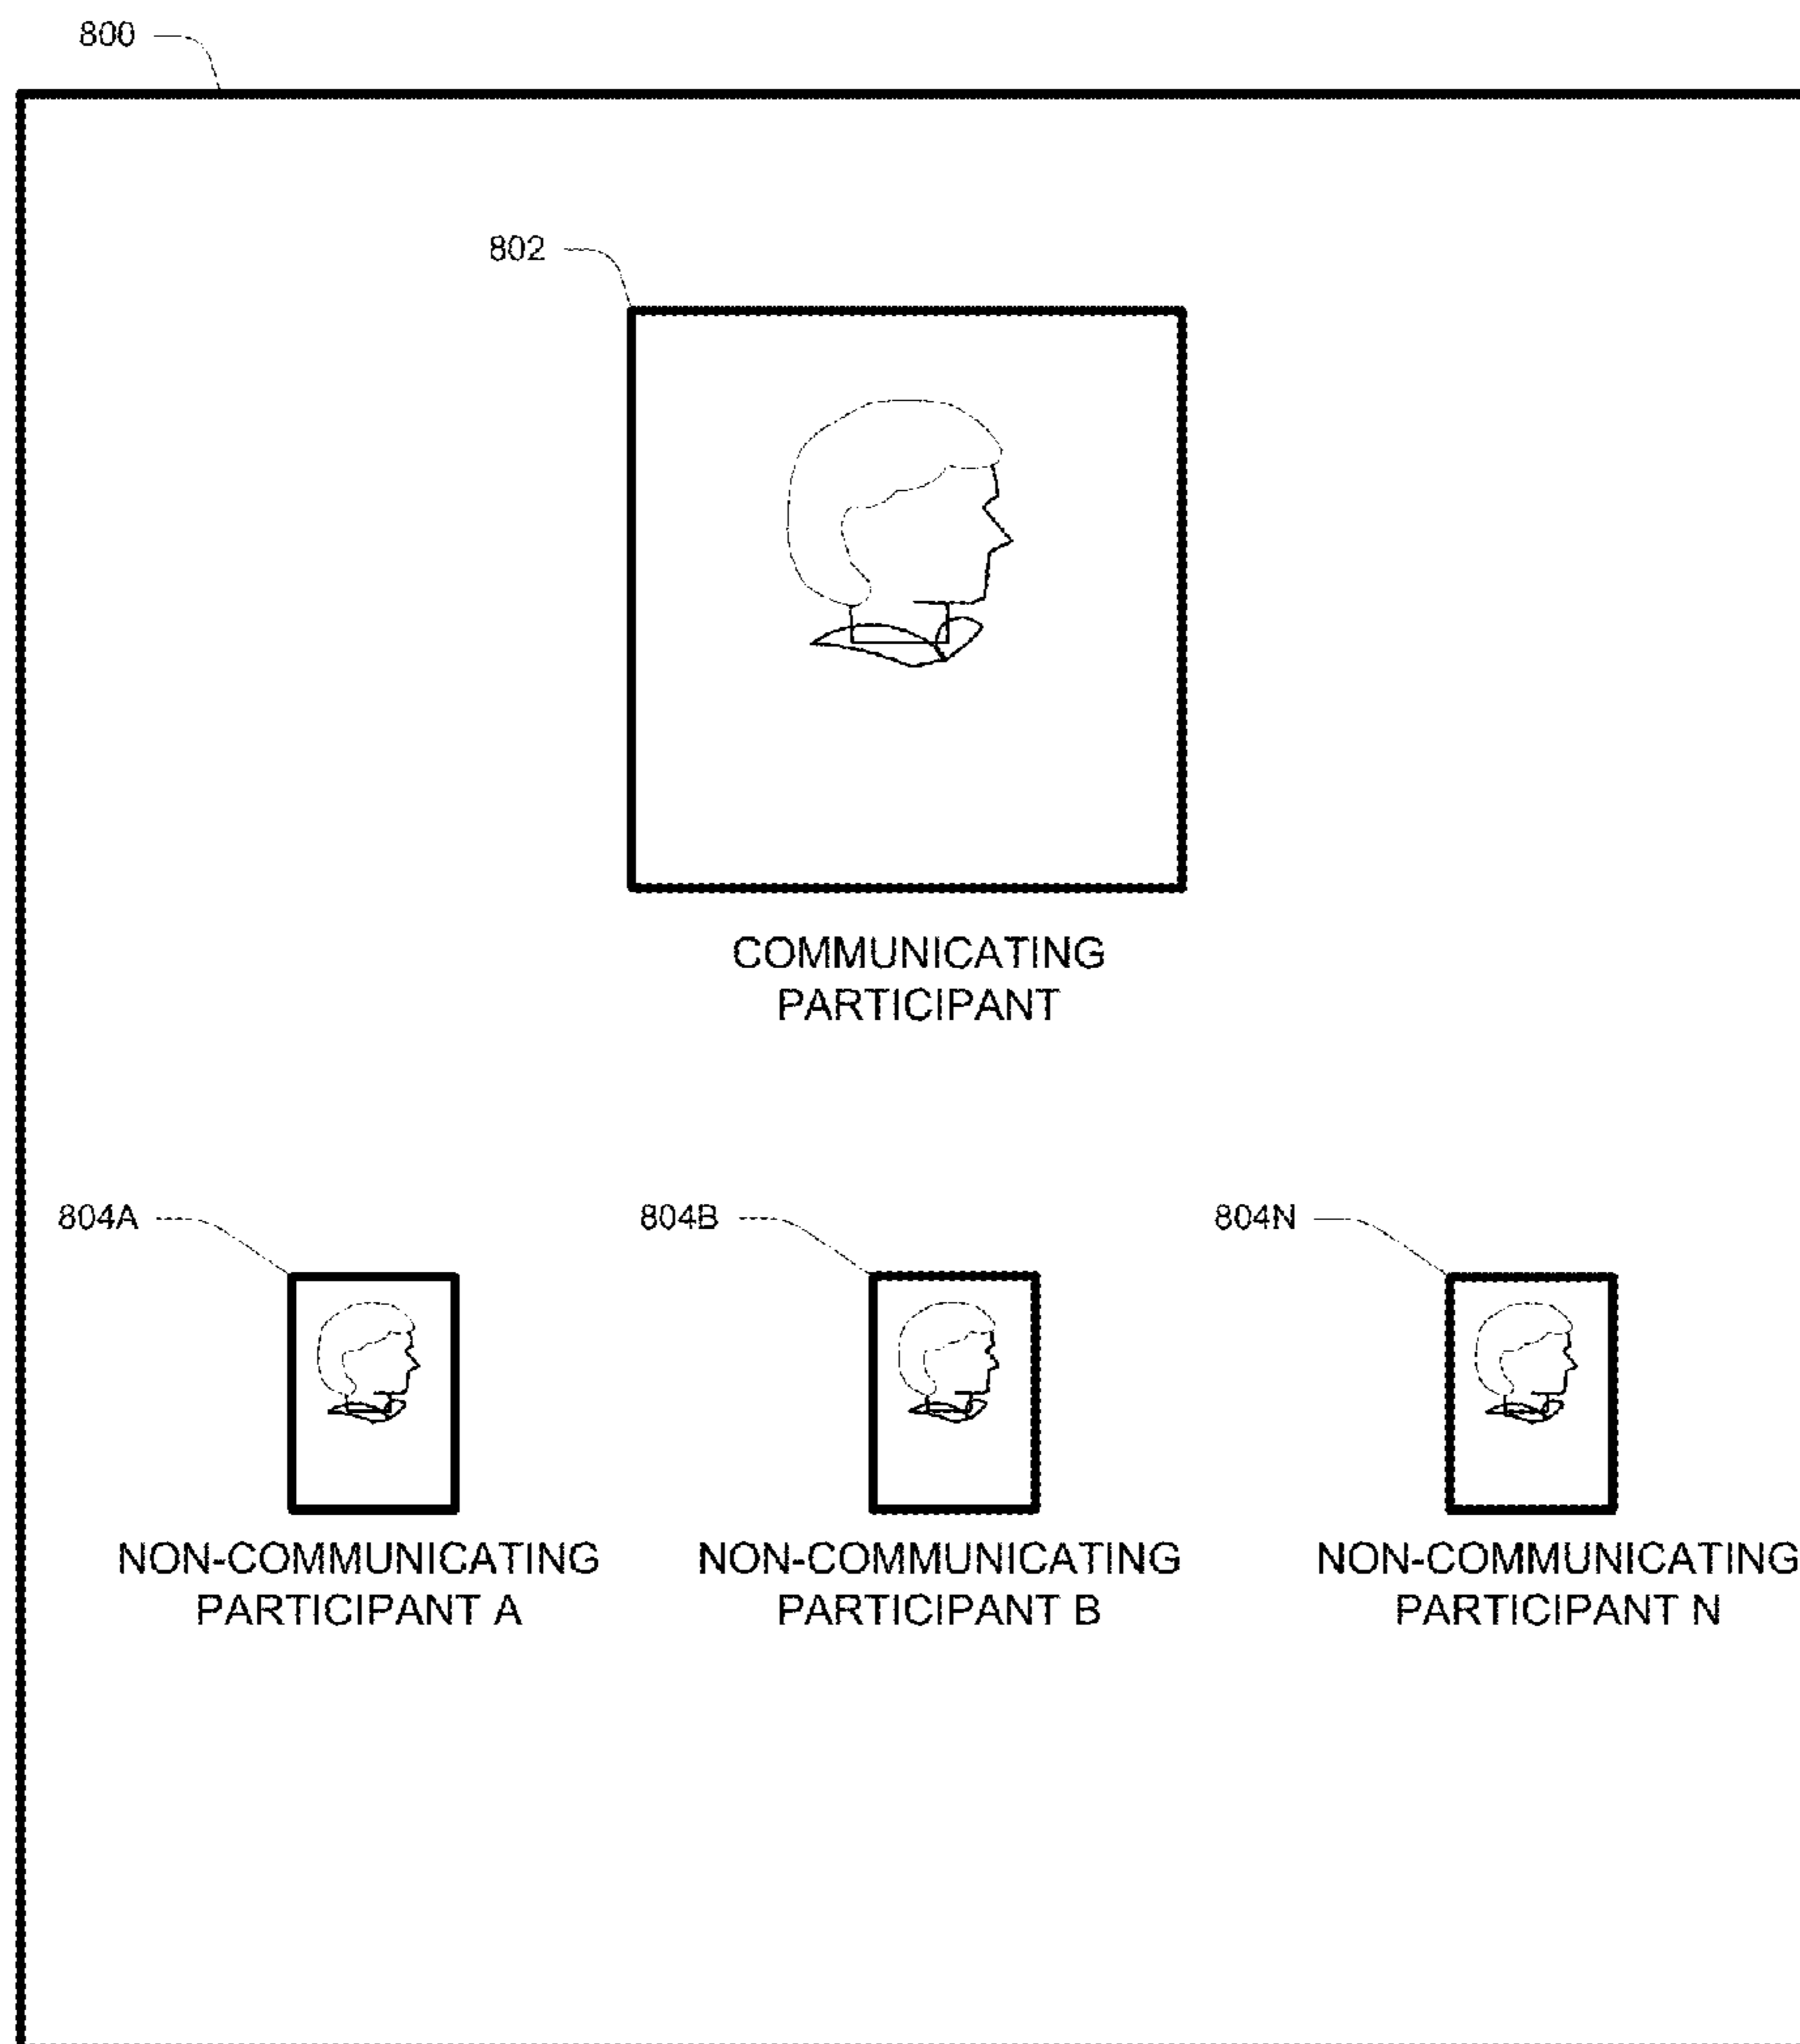 800
802
COMMUNICATING
PARTICIPANT
804A
804B
804N
NON-COMMUNICATING
PARTICIPANT A
NON-COMMUNICATING
PARTICIPANT B
NON-COMMUNICATING
PARTICIPANT N